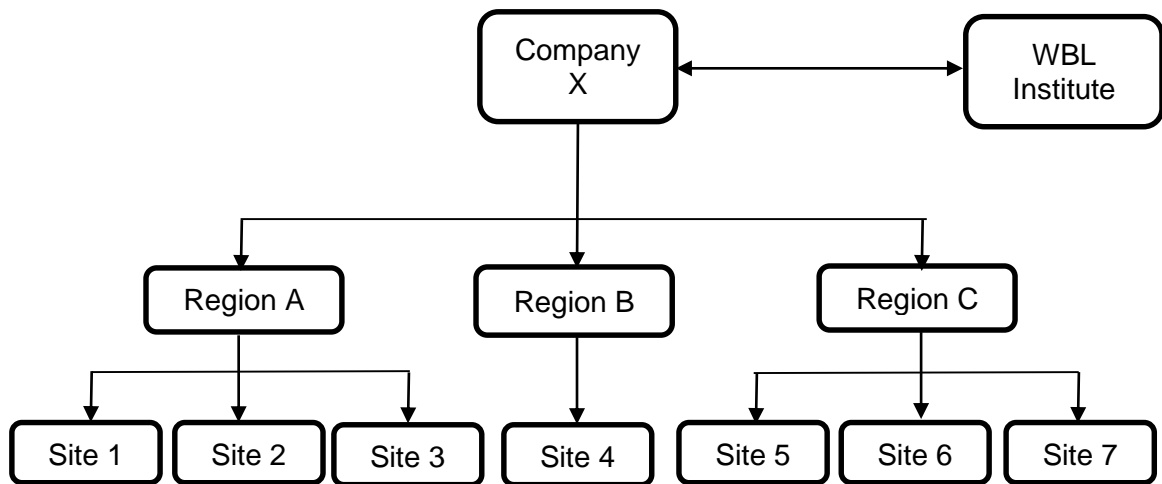 Company
X
WBL
Institute
Region A
Region B
Region C
Site 1
Site 2
Site 3
Site 4
Site 5
Site 6
Site 7